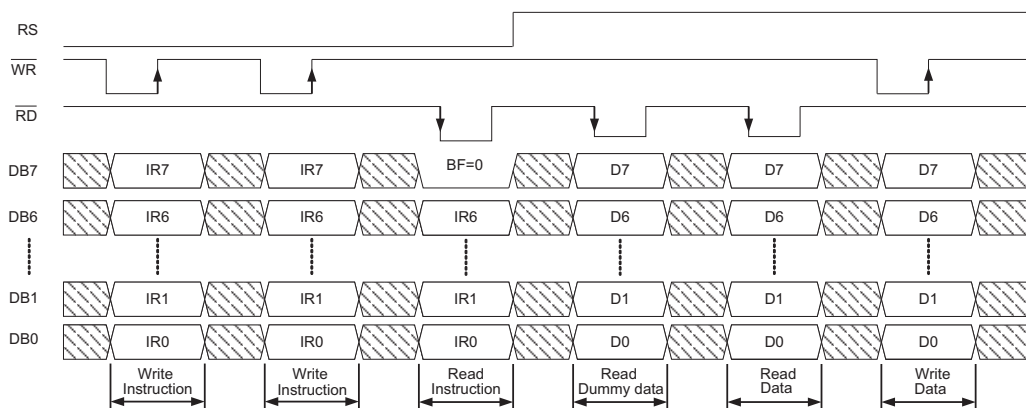 RS
WR
RD
DB7 IR7 IR7 BF=0 D7 D7 D7
DB6 IR6 IR6 IR6 D6 D6 D6
DB1 IR1 IR1 IR1 D1 D1 D1
DB0 IR0 IR0 IR0 D0 D0 D0
Write Write Read Read Read Write
Instruction Instruction Instruction Dummy data Data Data